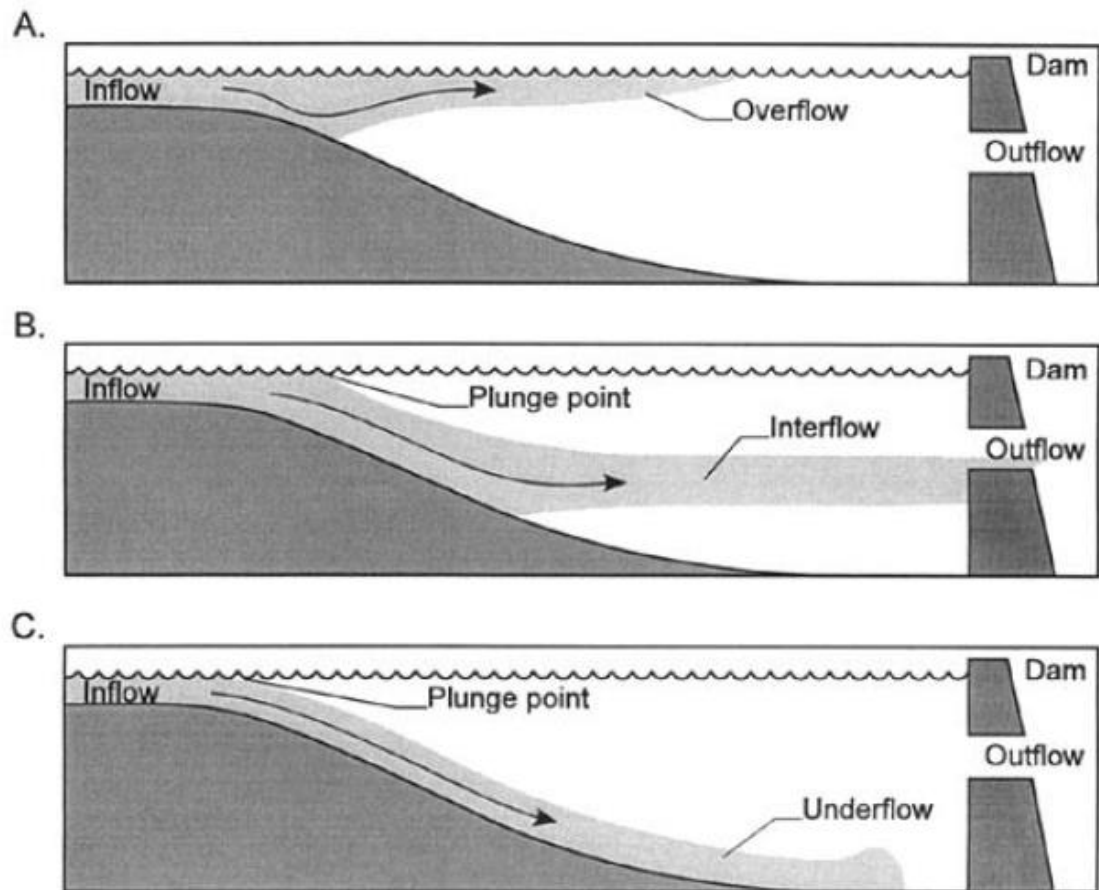 A.
Inflow
Dam
Overflow
Outflow
B.
Inflow
Dam
Plunge point
Interflow
Outflow
C.
Inflow
Dam
Plunge point
Outflow
Underflow